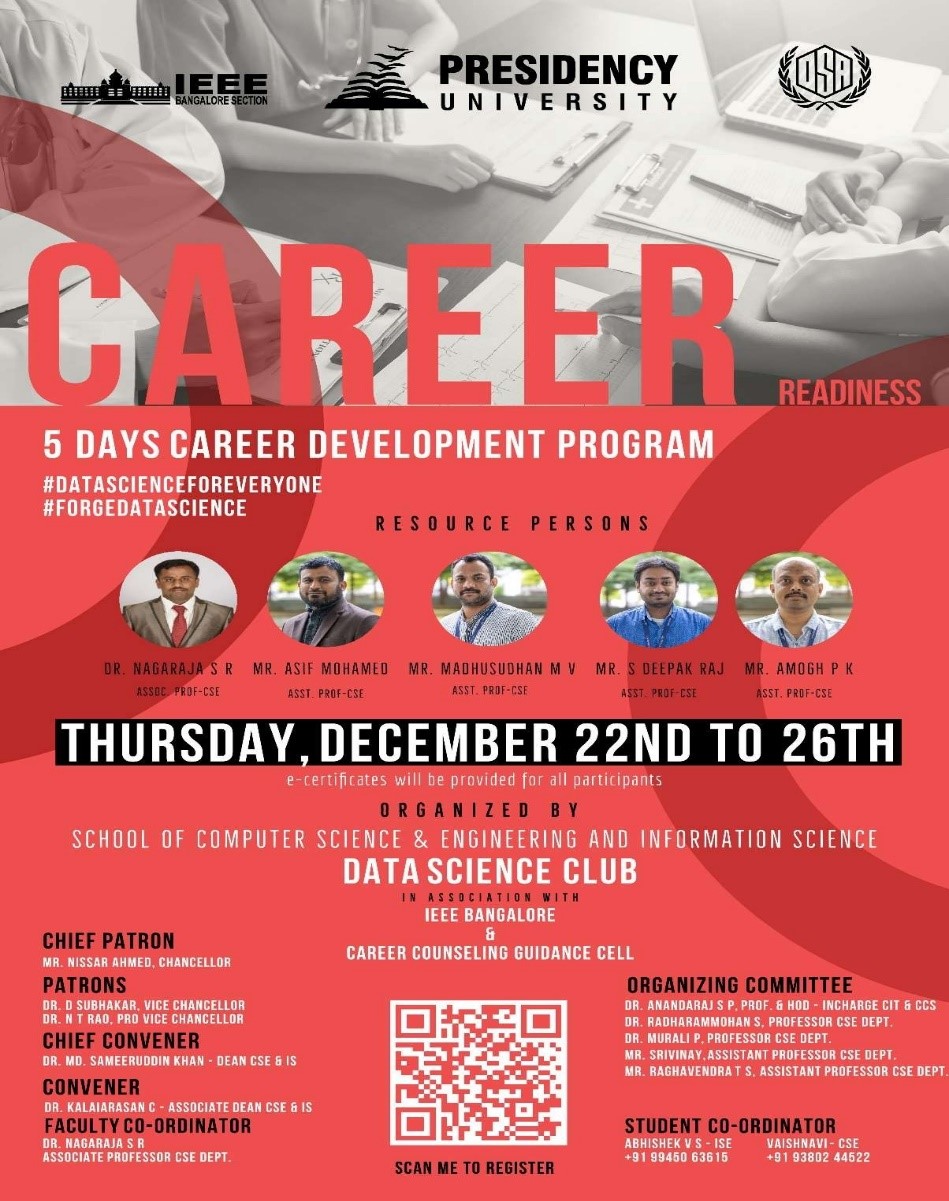 IEEE
BANGALORE SECTION
PRESIDENCY
UNIVERSITY
DSA
CAREER
READINESS
5 DAYS CAREER DEVELOPMENT PROGRAM
#DATASCIENCEFOREVERYONE
#FORGEDATASCIENCE
RESOURCE PERSONS
DR. NAGARAJA S R
ASSOC. PROF-CSE
MR. ASIF MOHAMED
ASST. PROF-CSE
MR. MADHUSUDHAN M V
ASST. PROF-CSE
MR. S DEEPAK RAJ
ASST. PROF-CSE
MR. AMOGH P K
ASST. PROF-CSE
THURSDAY, DECEMBER 22ND TO 26TH
e-certificates will be provided for all participants
ORGANIZED BY
SCHOOL OF COMPUTER SCIENCE & ENGINEERING AND INFORMATION SCIENCE
DATA SCIENCE CLUB
IN ASSOCIATION WITH
IEEE BANGALORE
&
CAREER COUNSELING GUIDANCE CELL
CHIEF PATRON
MR. NISSAR AHMED, CHANCELLOR
PATRONS
DR. D SUBHAKAR, VICE CHANCELLOR
DR. N T RAO, PRO VICE CHANCELLOR
CHIEF CONVENER
DR. MD. SAMEERUDDIN KHAN - DEAN CSE & IS
CONVENER
DR. KALAIARASAN C - ASSOCIATE DEAN CSE & IS
FACULTY CO-ORDINATOR
DR. NAGARAJA S R
ASSOCIATE PROFESSOR CSE DEPT.
SCAN ME TO REGISTER
ORGANIZING COMMITTEE
DR. ANANDARAJ S P, PROF. & HOD - INCHARGE CIT & CCS
DR. RADHARAMMOHAN S, PROFESSOR CSE DEPT.
DR. MURALI P, PROFESSOR CSE DEPT.
MR. SRIVINAY, ASSISTANT PROFESSOR CSE DEPT.
MR. RAGHAVENDRA T S, ASSISTANT PROFESSOR CSE DEPT.
STUDENT CO-ORDINATOR
ABHISHEK V S - ISE
+91 99450 63615
VAISHNAVI - CSE
+91 93802 44522